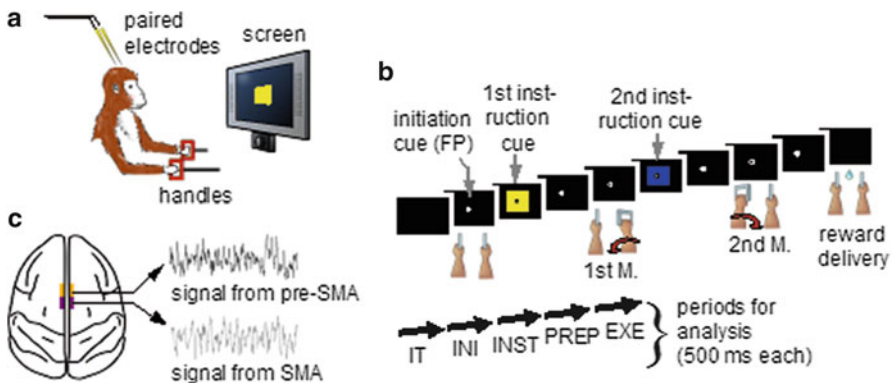 a
paired
electrodes
screen
handles
b
initiation
cue (FP)
1st inst-
ruction
cue
2nd inst-
ruction cue
1st M.
2nd M.
reward
delivery
IT
INI
INST
PREP
EXE
periods for
analysis
(500 ms each)
c
signal from pre-SMA
signal from SMA